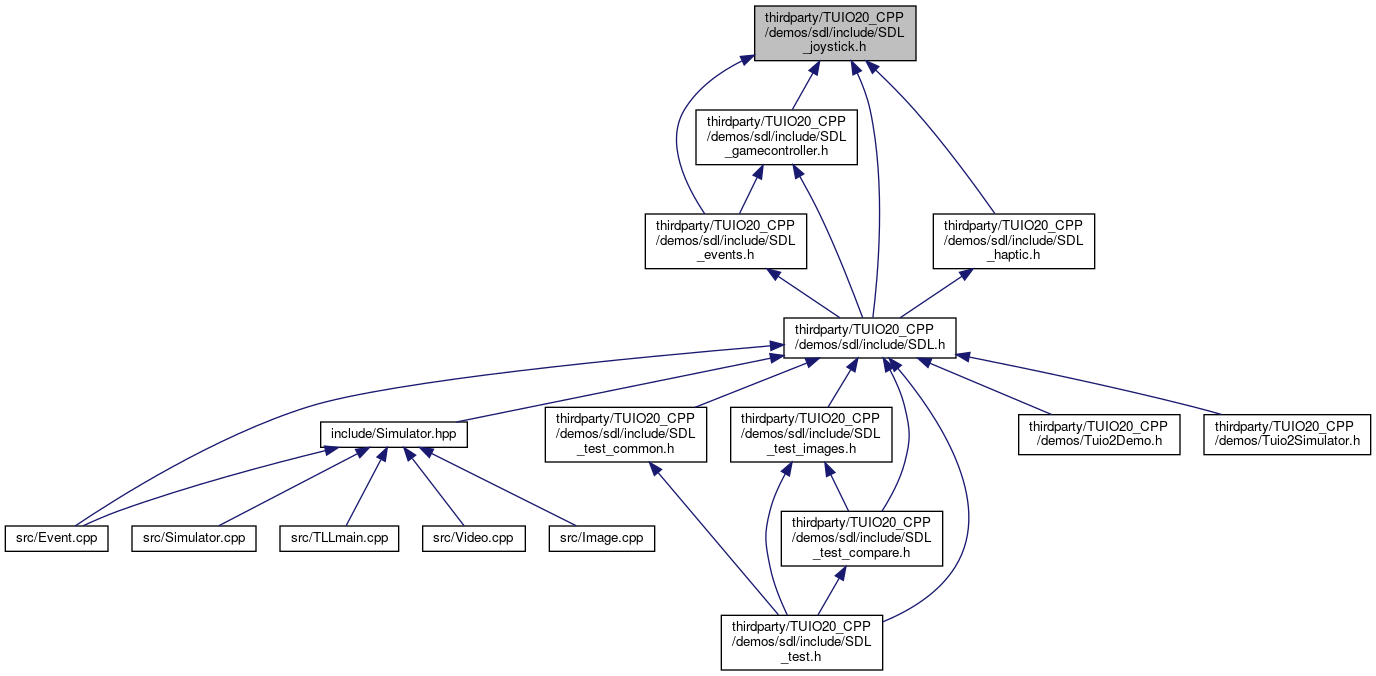 thirdparty/TUIO20_CPP
/demos/sdl/include/SDL
_joystick.h
thirdparty/TUIO20_CPP
/demos/sdl/include/SDL
_gamecontroller.h
thirdparty/TUIO20_CPP
/demos/sdl/include/SDL
_events.h
thirdparty/TUIO20_CPP
/demos/sdl/include/SDL
_haptic.h
thirdparty/TUIO20_CPP
/demos/sdl/include/SDL.h
include/Simulator.hpp
thirdparty/TUIO20_CPP
/demos/sdl/include/SDL
_test_common.h
thirdparty/TUIO20_CPP
/demos/sdl/include/SDL
_test_images.h
thirdparty/TUIO20_CPP
/demos/Tuio2Demo.h
thirdparty/TUIO20_CPP
/demos/Tuio2Simulator.h
src/Event.cpp
src/Simulator.cpp
src/TLLmain.cpp
src/Video.cpp
src/Image.cpp
thirdparty/TUIO20_CPP
/demos/sdl/include/SDL
_test_compare.h
thirdparty/TUIO20_CPP
/demos/sdl/include/SDL
_test.h